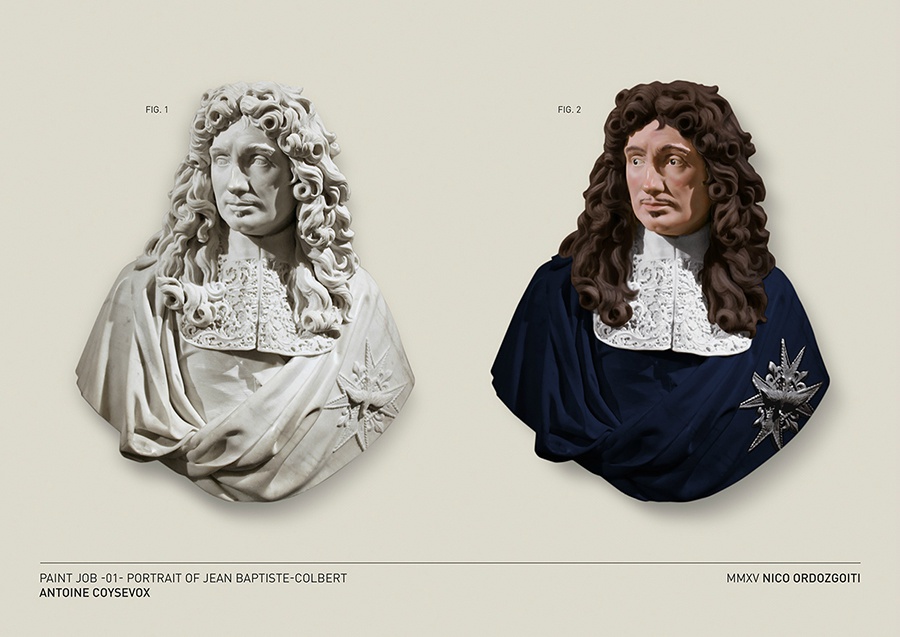 FIG. 1
FIG. 2
PAINT JOB -01- PORTRAIT OF JEAN BAPTISTE-COLBERT
ANTOINE COYSEVOX
MMXV NICO ORDOZGOITI